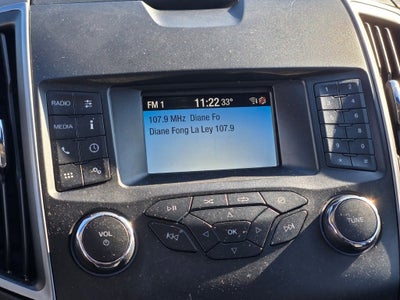 FM 1 11:22 33°
107.9 MHz Diane Fo
Diane Fong La Ley 107.9
RADIO
MEDIA i
VOL
OK
TUNE